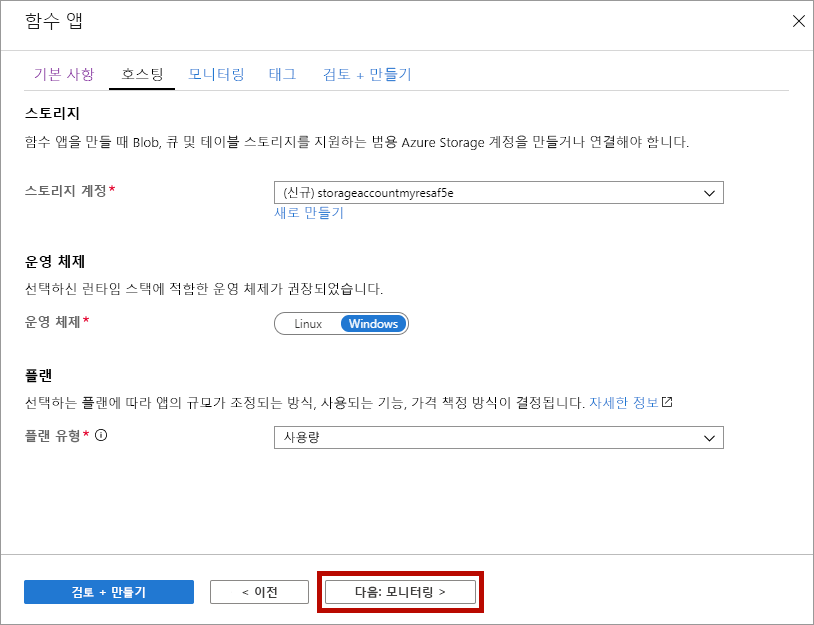 함수 앱
기본 사항 호스팅 모니터링 태그 검토 + 만들기
스토리지
함수 앱을 만들 때 Blob, 큐 및 테이블 스토리지를 지원하는 범용 Azure Storage 계정을 만들거나 연결해야 합니다.
스토리지 계정* (신규) storageaccountmyresaf5e
새로 만들기
운영 체제
선택하신 런타임 스택에 적합한 운영 체제가 권장되었습니다.
운영 체제* Linux Windows
플랜
선택하는 플랜에 따라 앱의 규모가 조정되는 방식, 사용되는 기능, 가격 책정 방식이 결정됩니다. 자세한 정보
플랜 유형* 사용량
검토 + 만들기 < 이전 다음: 모니터링 >